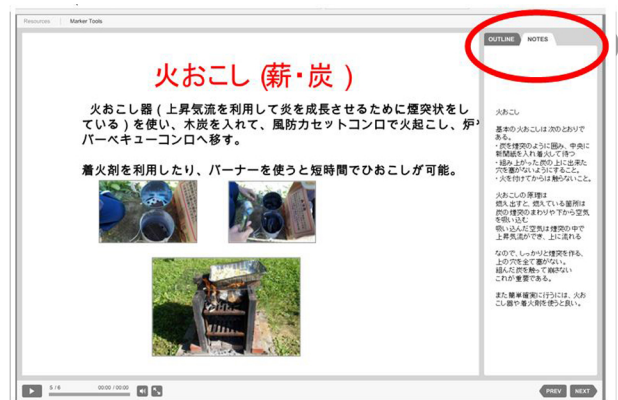 Resources
Marker Tools
OUTLINE
NOTES
火おこし (薪・炭 )
火おこし器 ( 上昇気流を利用して炎を成長させるために煙突状をし
ている ) を使い、木炭を入れて、風防カセットコンロで火起こし、炉や
バーベキューコンロへ移す。
着火剤を利用したり、バーナーを使うと短時間でひおこしが可能。
火おこし
基本の火おこしは次のとおりで
ある。
・炭を煙突のように囲み、中央に
新聞紙を入れ着火して待つ
・組み上がった炭の上に出来た
穴を塞がないようにすること。
・火を付けてからは触らないこと。
火おこしの原理は
燃え出すと、燃えている箇所は
炭の煙突のまわりや下から空気
を吸い込む
吸い込んだ空気は煙突の中で
上昇気流ができ、上に流れる
なので、しっかりと煙突を作る、
上の穴を全て塞がない。
組んだ炭を触って崩さない
これが重要である。
また簡単確実に行うには、火お
こし器や着火剤を使うと良い。
5 / 6
00:00 / 00:00
PREV
NEXT